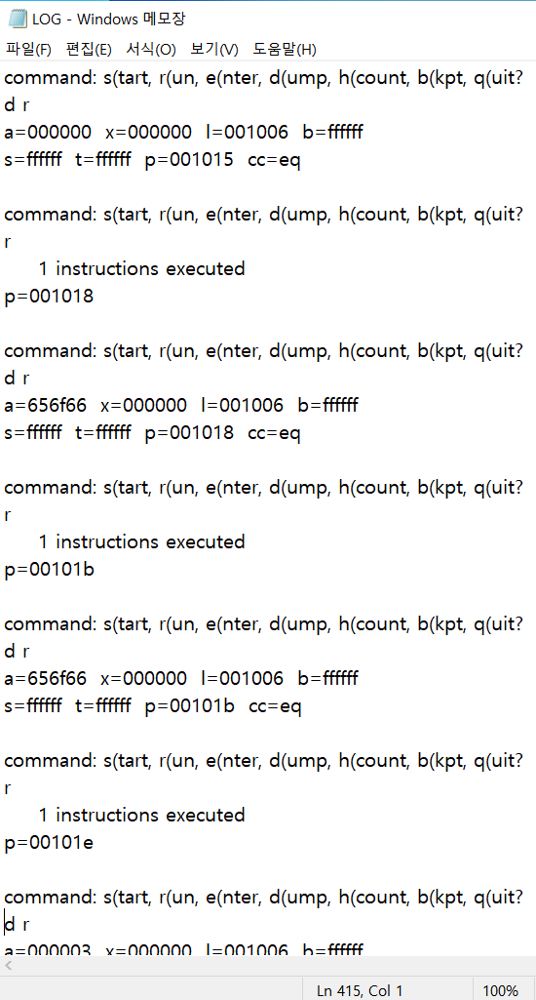 LOG - Windows 메모장
파일(F) 편집(E) 서식(O) 보기(V) 도움말(H)
command: s(tart, r(un, e(nter, d(ump, h(count, b(kpt, q(uit?
d r
a=000000 x=000000 l=001006 b=ffffff
s=ffffff t=ffffff p=001015 cc=eq
command: s(tart, r(un, e(nter, d(ump, h(count, b(kpt, q(uit?
r
1 instructions executed
p=001018
command: s(tart, r(un, e(nter, d(ump, h(count, b(kpt, q(uit?
d r
a=656f66 x=000000 l=001006 b=ffffff
s=ffffff t=ffffff p=001018 cc=eq
command: s(tart, r(un, e(nter, d(ump, h(count, b(kpt, q(uit?
r
1 instructions executed
p=00101b
command: s(tart, r(un, e(nter, d(ump, h(count, b(kpt, q(uit?
d r
a=656f66 x=000000 l=001006 b=ffffff
s=ffffff t=ffffff p=00101b cc=eq
command: s(tart, r(un, e(nter, d(ump, h(count, b(kpt, q(uit?
r
1 instructions executed
p=00101e
command: s(tart, r(un, e(nter, d(ump, h(count, b(kpt, q(uit?
d r
a=000003 x=000000 l=001006 b=ffffff
Ln 415, Col 1 100%